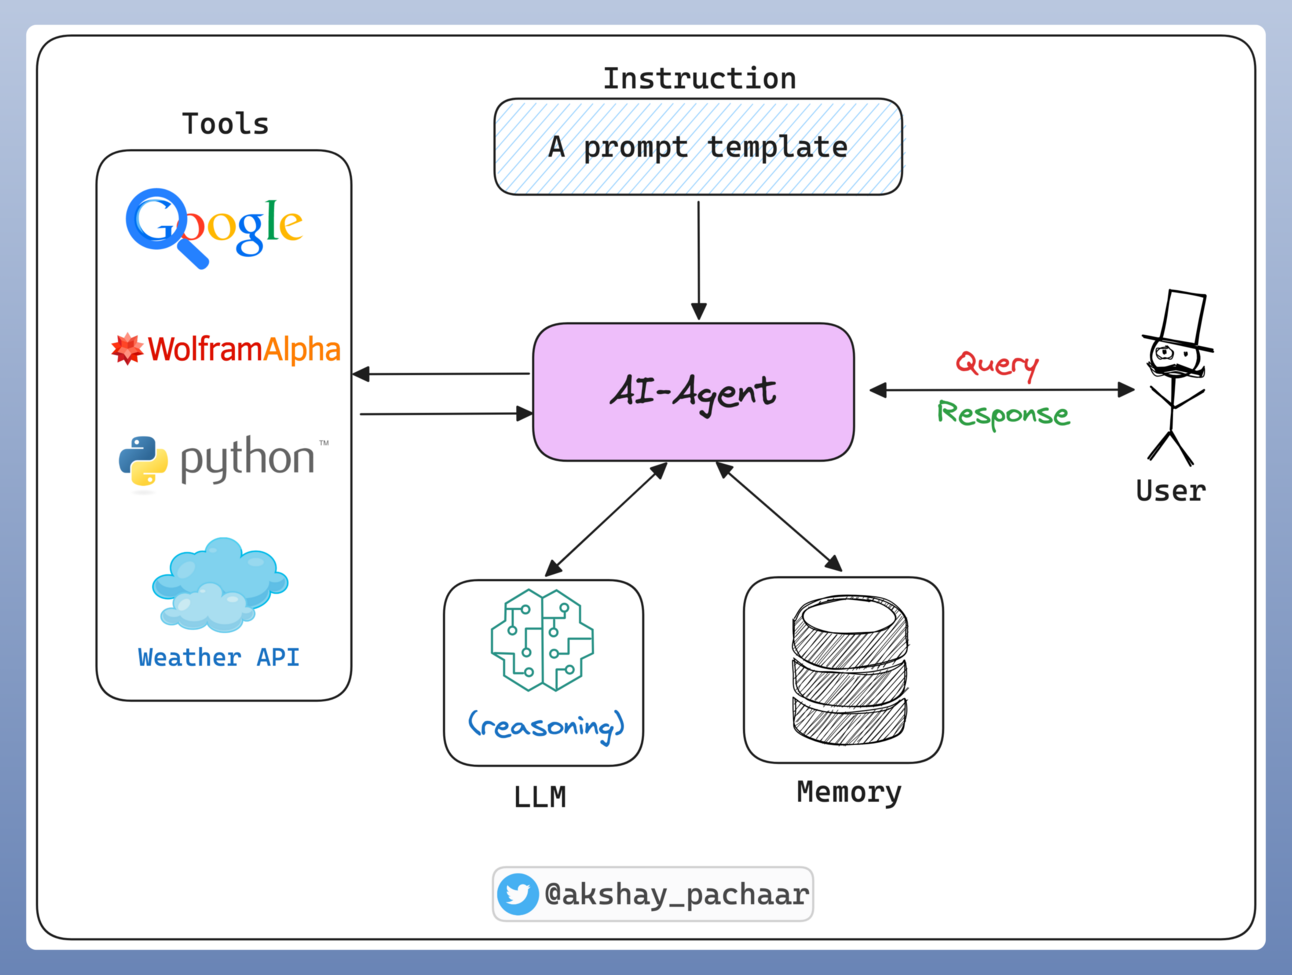 Instruction
A prompt template
Tools
Google
WolframAlpha
python™
Weather API
AI-Agent
Query
Response
User
(reasoning)
LLM
Memory
@akshay_pachaar